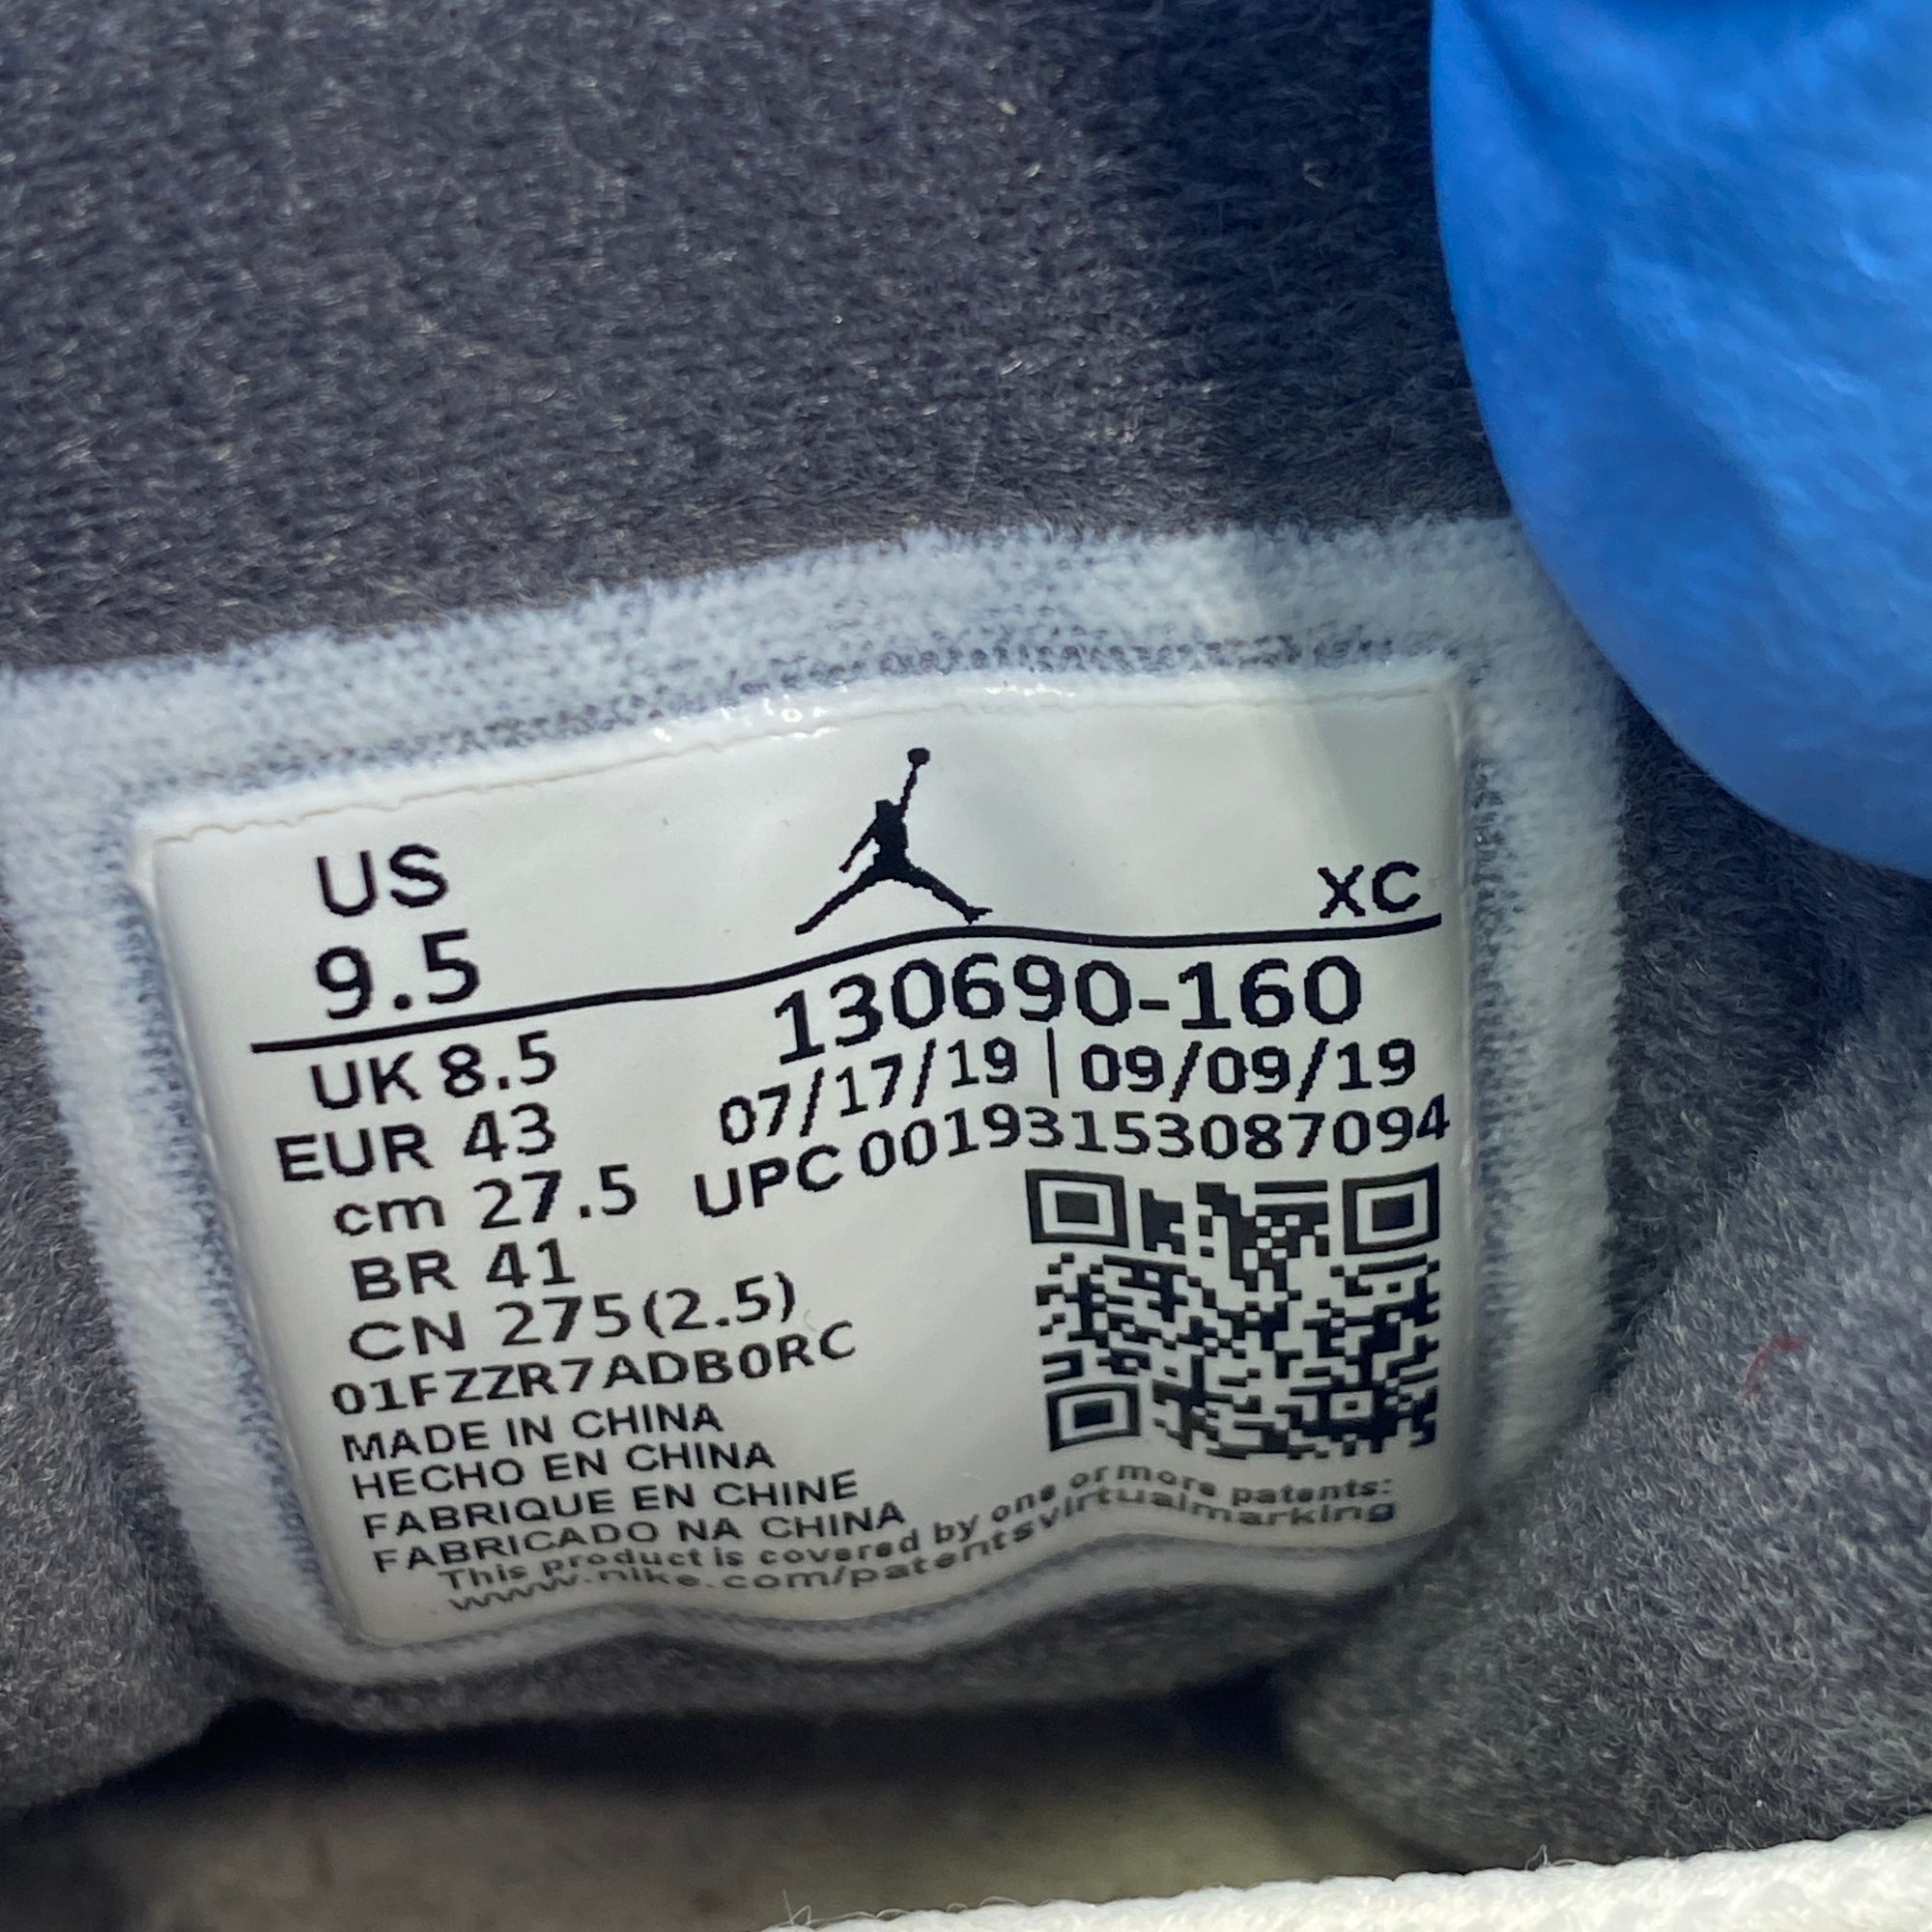 US
XC
9.5
130690-160
UK 8.5
07/17/19 | 09/09/19
EUR 43
UPC 00193153087094
cm 27.5
BR 41
CN 275(2.5)
01FZZR7ADB0RC
MADE IN CHINA
HECHO EN CHINA
FABRIQUE EN CHINE
FABRICADO NA CHINA
This product is covered by one or more patents:
www.nike.com/patentsvirtualmarking